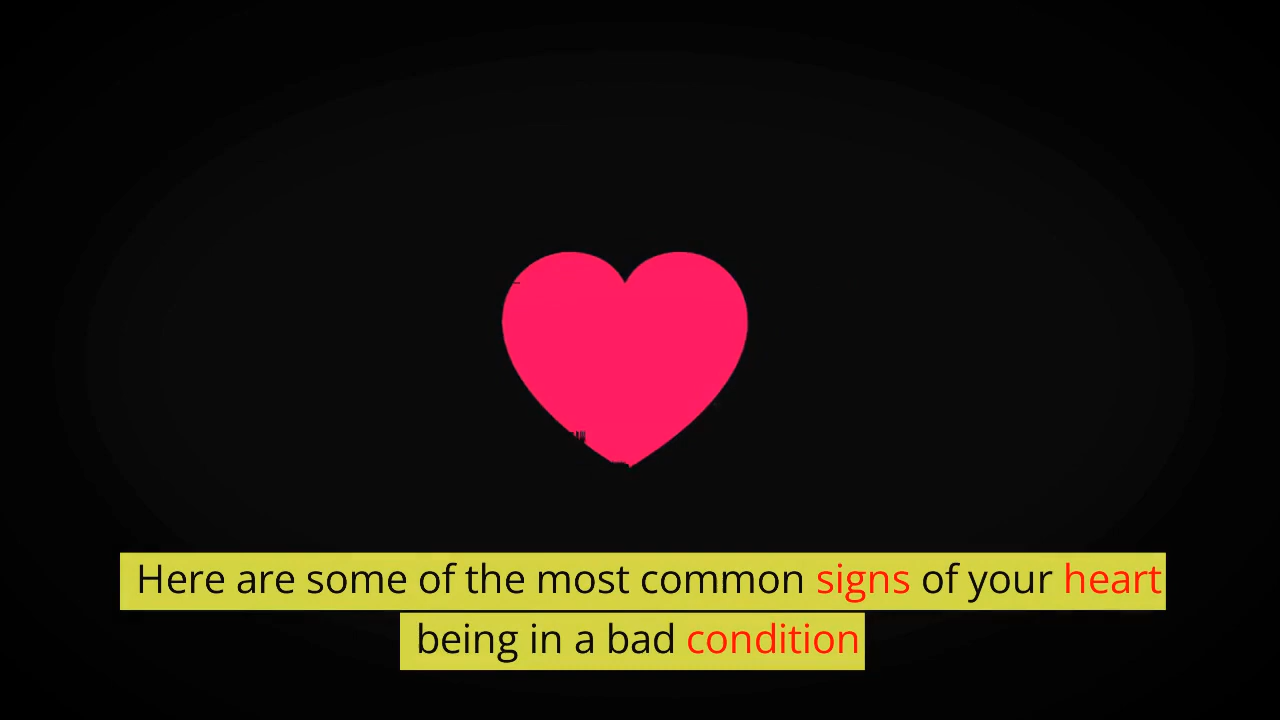 Here are some of the most common signs of your heart
being in a bad condition